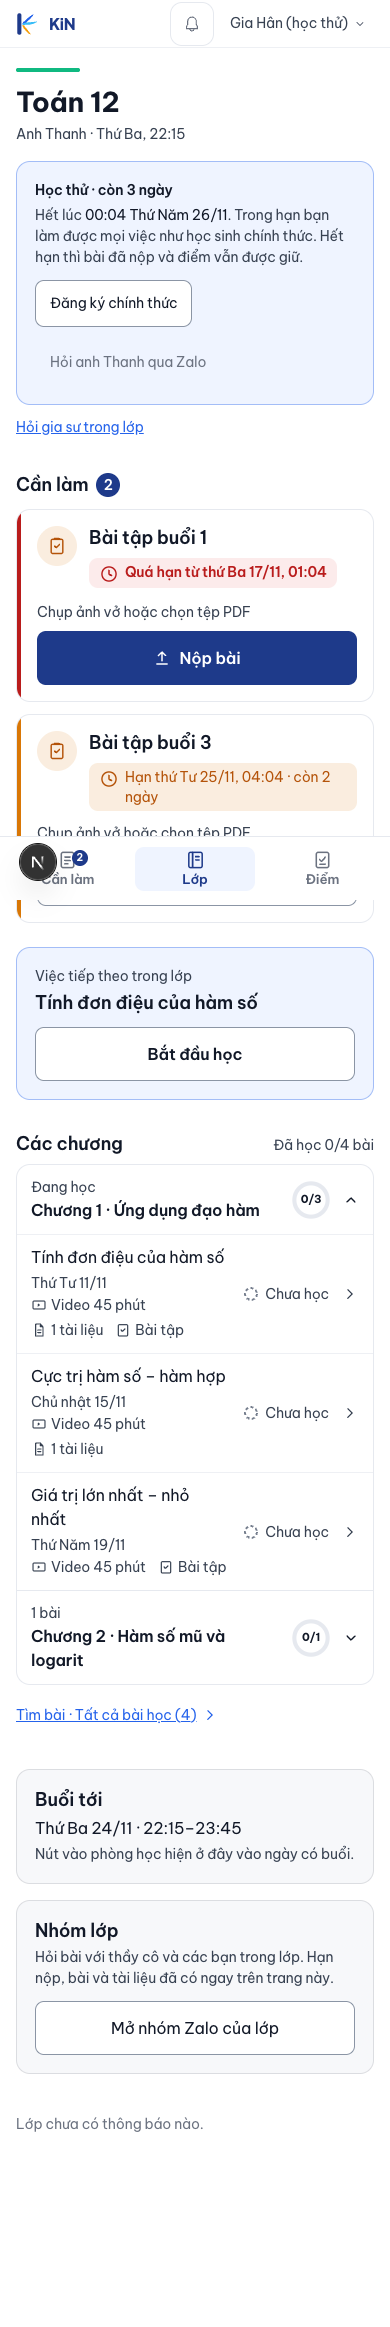 KiN
Gia Hân (học thử)
Toán 12
Anh Thanh · Thứ Ba, 22:15
Học thử · còn 3 ngày
Hết lúc 00:04 Thứ Năm 26/11. Trong hạn bạn
làm được mọi việc như học sinh chính thức. Hết
hạn thì bài đã nộp và điểm vẫn được giữ.
Đăng ký chính thức
Hỏi anh Thanh qua Zalo
Hỏi gia sư trong lớp
Cần làm 2
Bài tập buổi 1
Quá hạn từ thứ Ba 17/11, 01:04
Chụp ảnh vở hoặc chọn tệp PDF
Nộp bài
Bài tập buổi 3
Hạn thứ Tư 25/11, 04:04 · còn 2
ngày
Chụp ảnh vở hoặc chọn tệp PDF
N
2
Cần làm
Lớp
Điểm
Việc tiếp theo trong lớp
Tính đơn điệu của hàm số
Bắt đầu học
Các chương
Đã học 0/4 bài
Đang học
Chương 1 · Ứng dụng đạo hàm
0/3
Tính đơn điệu của hàm số
Thứ Tư 11/11
Video 45 phút
1 tài liệu Bài tập
Chưa học
Cực trị hàm số – hàm hợp
Chủ nhật 15/11
Video 45 phút
1 tài liệu
Chưa học
Giá trị lớn nhất – nhỏ
nhất
Thứ Năm 19/11
Video 45 phút Bài tập
Chưa học
1 bài
Chương 2 · Hàm số mũ và
logarit
0/1
Tìm bài · Tất cả bài học (4)
Buổi tới
Thứ Ba 24/11 · 22:15–23:45
Nút vào phòng học hiện ở đây vào ngày có buổi.
Nhóm lớp
Hỏi bài với thầy cô và các bạn trong lớp. Hạn
nộp, bài và tài liệu đã có ngay trên trang này.
Mở nhóm Zalo của lớp
Lớp chưa có thông báo nào.